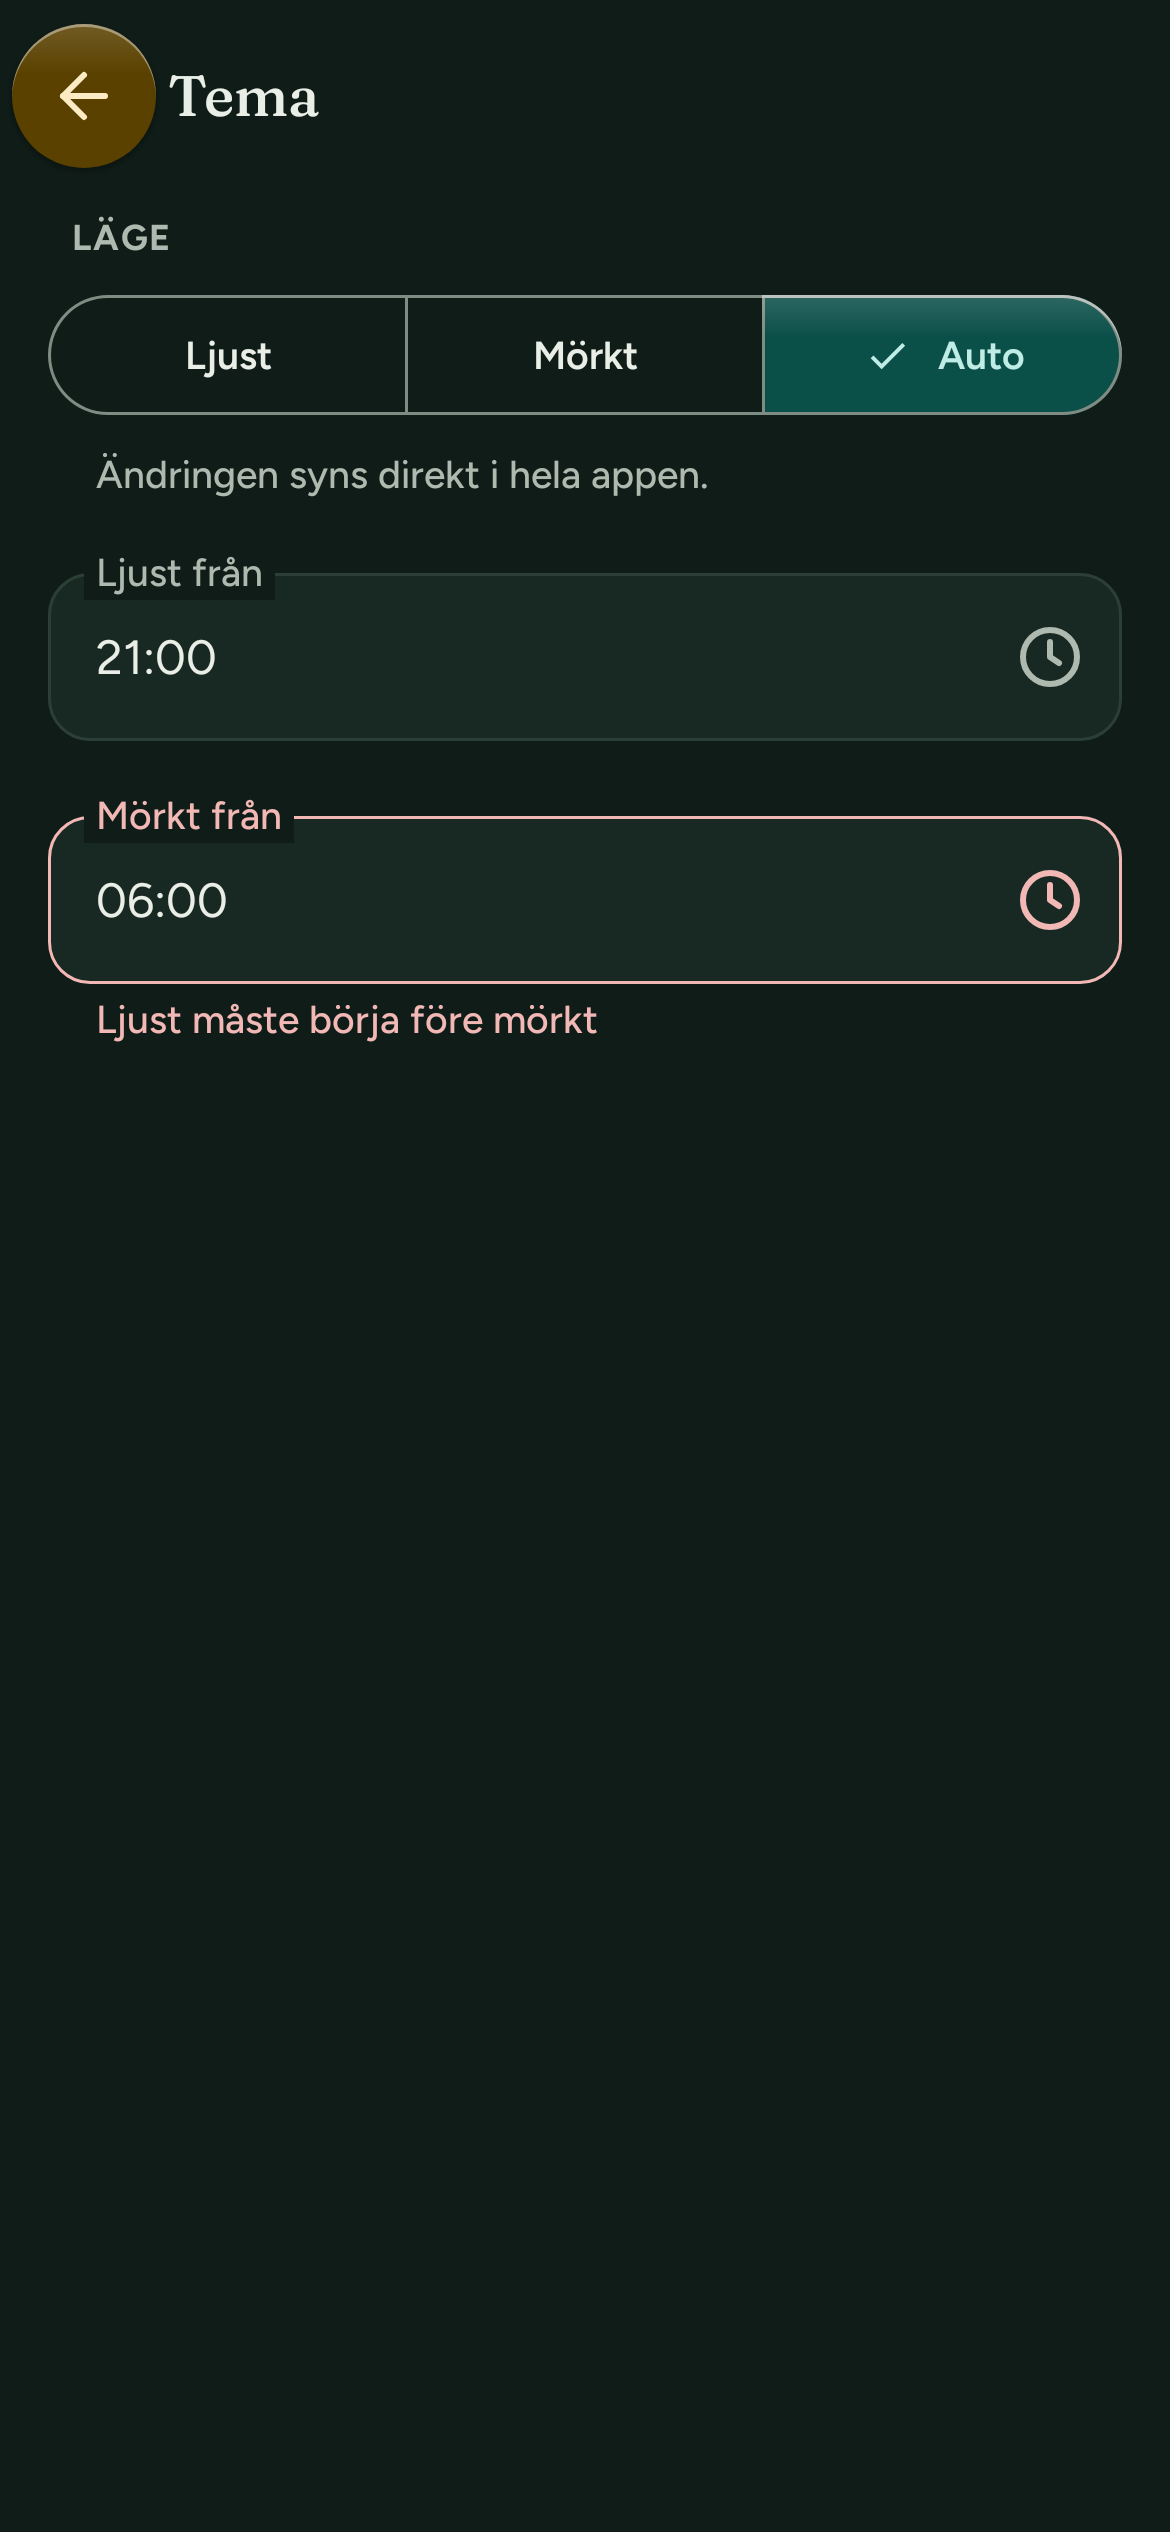 Tema
LÄGE
Ljust
Mörkt
Auto
Ändringen syns direkt i hela appen.
Ljust från
21:00
Mörkt från
06:00
Ljust måste börja före mörkt